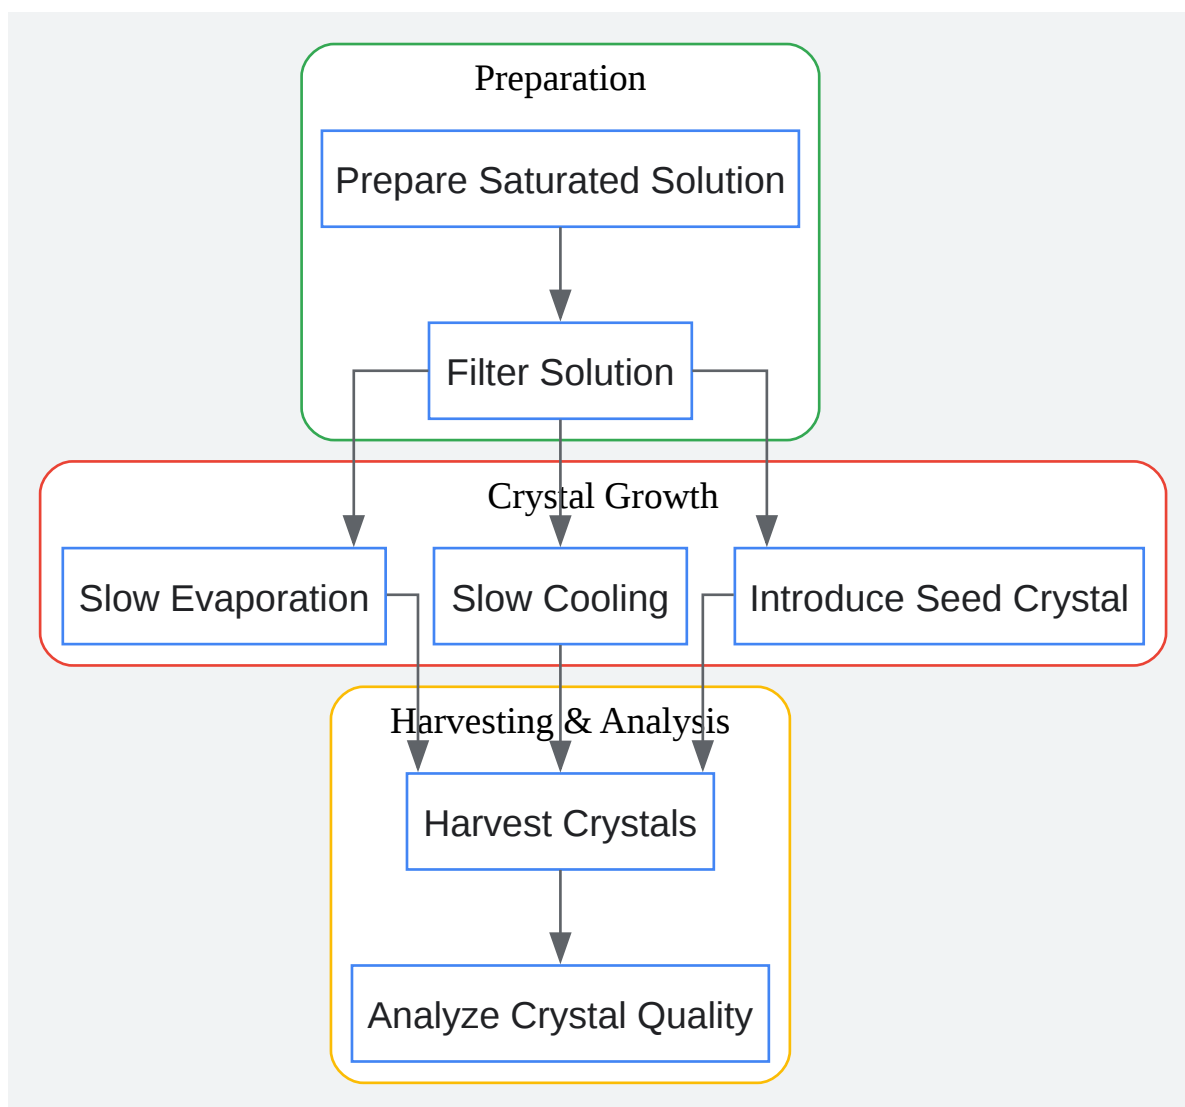 Preparation
Prepare Saturated Solution
Filter Solution
Crystal Growth
Slow Evaporation
Slow Cooling
Introduce Seed Crystal
Harvesting & Analysis
Harvest Crystals
Analyze Crystal Quality